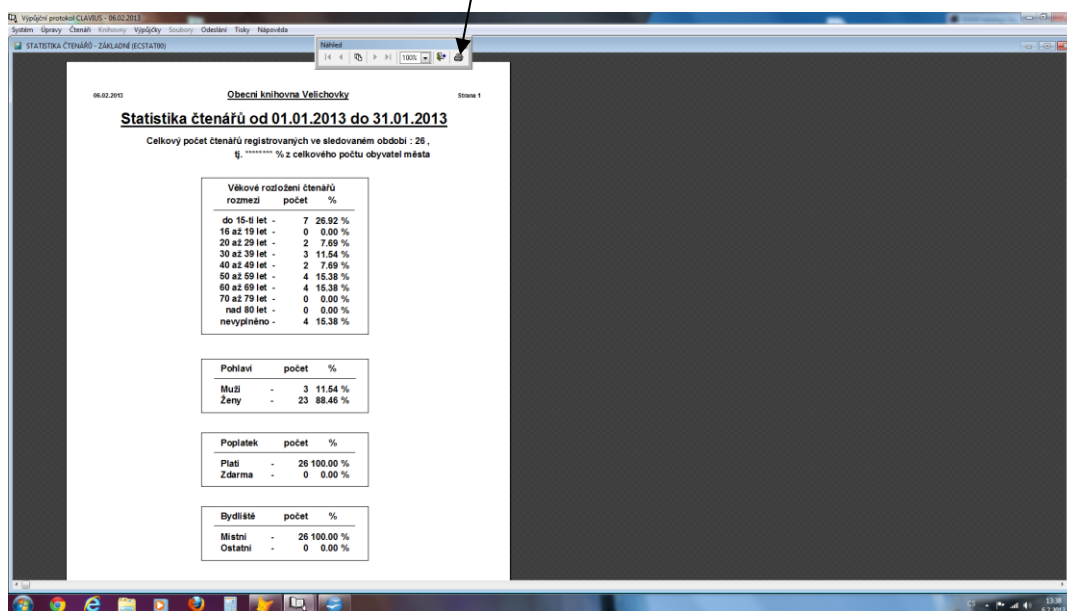 Výpůjční protokol CLAVIUS - 06.02.2013
Systém Úpravy Čtenáři Knihovny Výpůjčky Soubory Odeslání Tisky Nápověda
STATISTIKA ČTENÁŘŮ - ZÁKLADNÍ (ECSTAT00)
Náhled
100%
06.02.2013 Obecní knihovna Velichovky Strana 1
Statistika čtenářů od 01.01.2013 do 31.01.2013
Celkový počet čtenářů registrovaných ve sledovaném období : 26 ,
tj. ******** % z celkového počtu obyvatel města
Věkové rozložení čtenářů
rozmezí počet %
do 15-ti let - 7 26.92 %
16 až 19 let - 0 0.00 %
20 až 29 let - 2 7.69 %
30 až 39 let - 3 11.54 %
40 až 49 let - 2 7.69 %
50 až 59 let - 4 15.38 %
60 až 69 let - 4 15.38 %
70 až 79 let - 0 0.00 %
nad 80 let - 0 0.00 %
nevyplněno - 4 15.38 %
Pohlaví počet %
Muži - 3 11.54 %
Ženy - 23 88.46 %
Poplatek počet %
Platí - 26 100.00 %
Zdarma - 0 0.00 %
Bydliště počet %
Místní - 26 100.00 %
Ostatní - 0 0.00 %
CS 13:38
6.2.2013